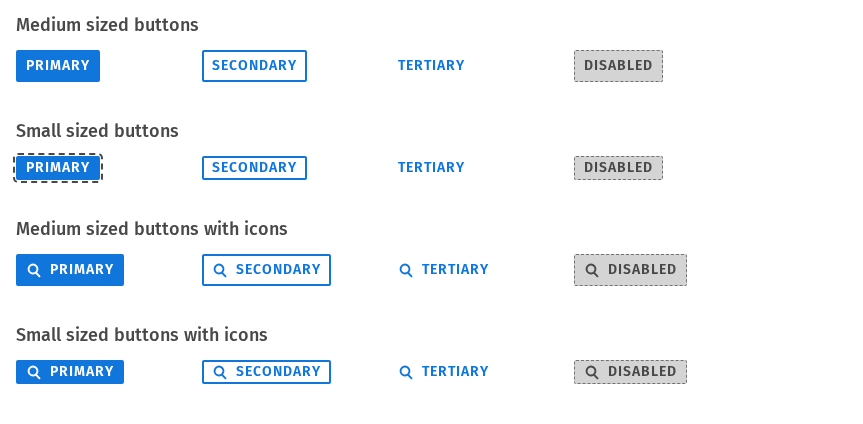 Medium sized buttons
PRIMARY SECONDARY TERTIARY DISABLED
Small sized buttons
PRIMARY SECONDARY TERTIARY DISABLED
Medium sized buttons with icons
PRIMARY SECONDARY TERTIARY DISABLED
Small sized buttons with icons
PRIMARY SECONDARY TERTIARY DISABLED